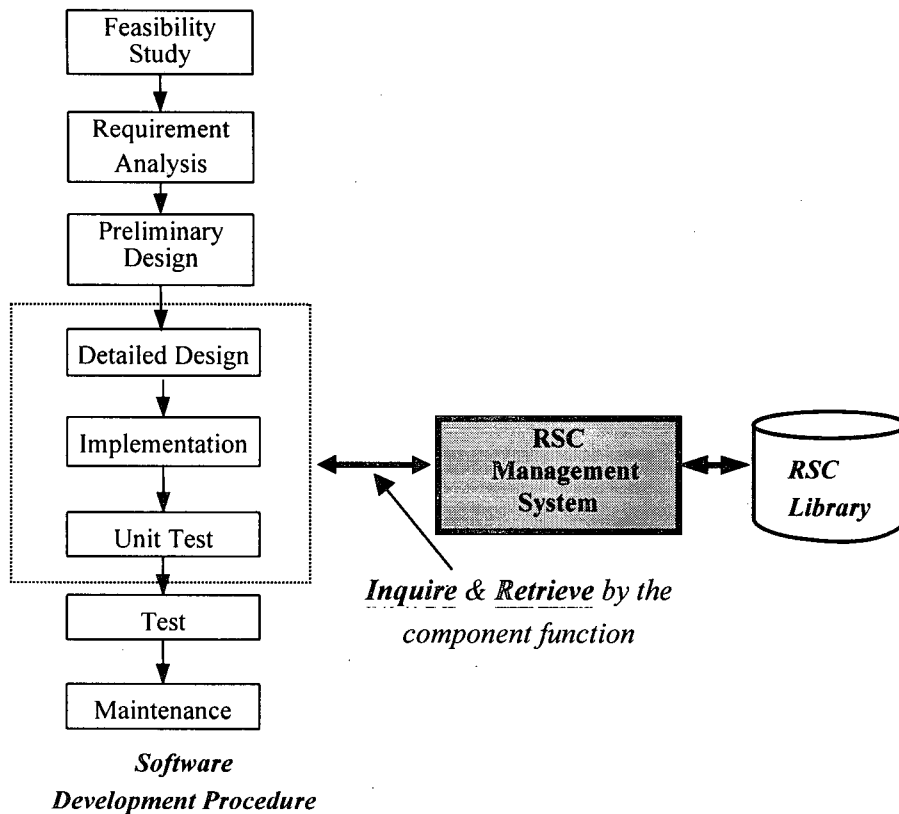 Feasibility
Study
Requirement
Analysis
Preliminary
Design
Detailed Design
Implementation
Unit Test
Test
Maintenance
Software
Development Procedure
RSC
Management
System
RSC
Library
Inquire & Retrieve by the
component function